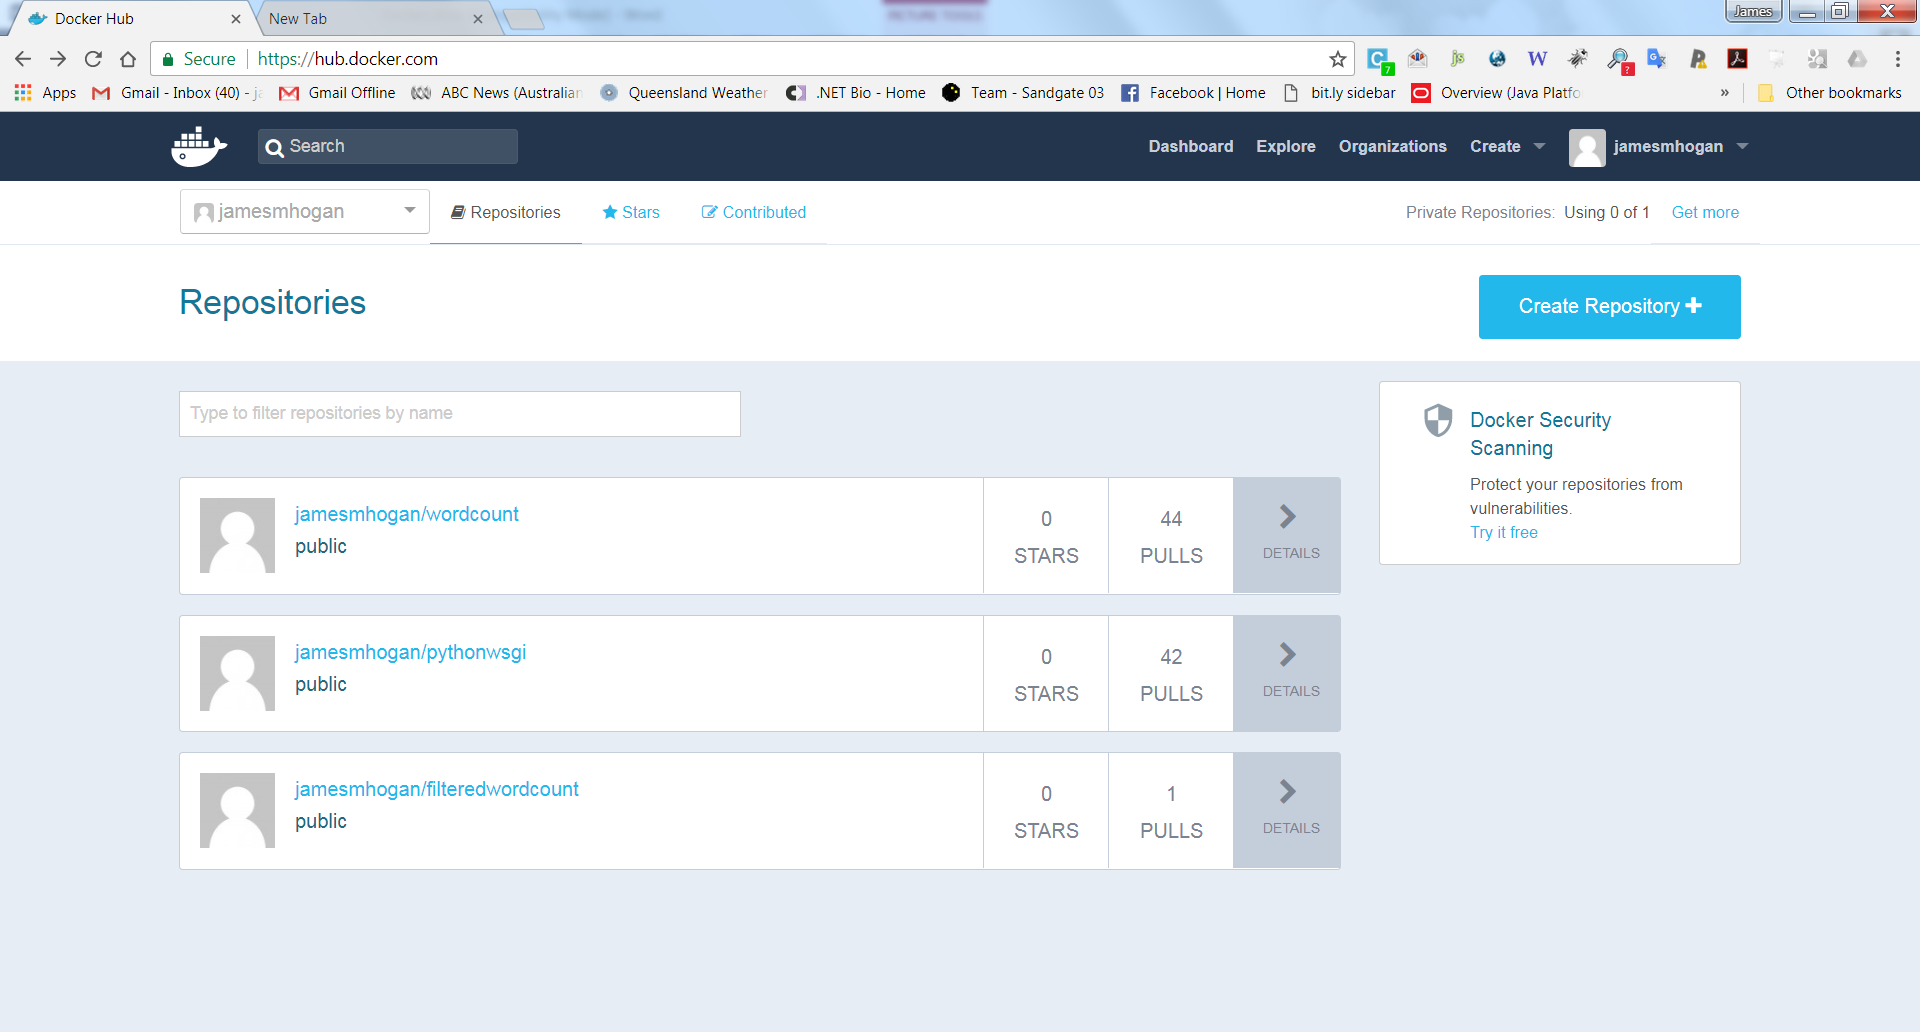 Docker Hub
New Tab
James
Secure https://hub.docker.com
Apps Gmail - Inbox (40) - ja Gmail Offline ABC News (Australian Queensland Weather .NET Bio - Home Team - Sandgate 03 Facebook | Home bit.ly sidebar Overview (Java Platfo » Other bookmarks
Search
Dashboard Explore Organizations Create jamesmhogan
jamesmhogan Repositories Stars Contributed Private Repositories: Using 0 of 1 Get more
Repositories
Create Repository
Type to filter repositories by name
jamesmhogan/wordcount
public
0
STARS
44
PULLS
DETAILS
jamesmhogan/pythonwsgi
public
0
STARS
42
PULLS
DETAILS
jamesmhogan/filteredwordcount
public
0
STARS
1
PULLS
DETAILS
Docker Security
Scanning
Protect your repositories from
vulnerabilities.
Try it free